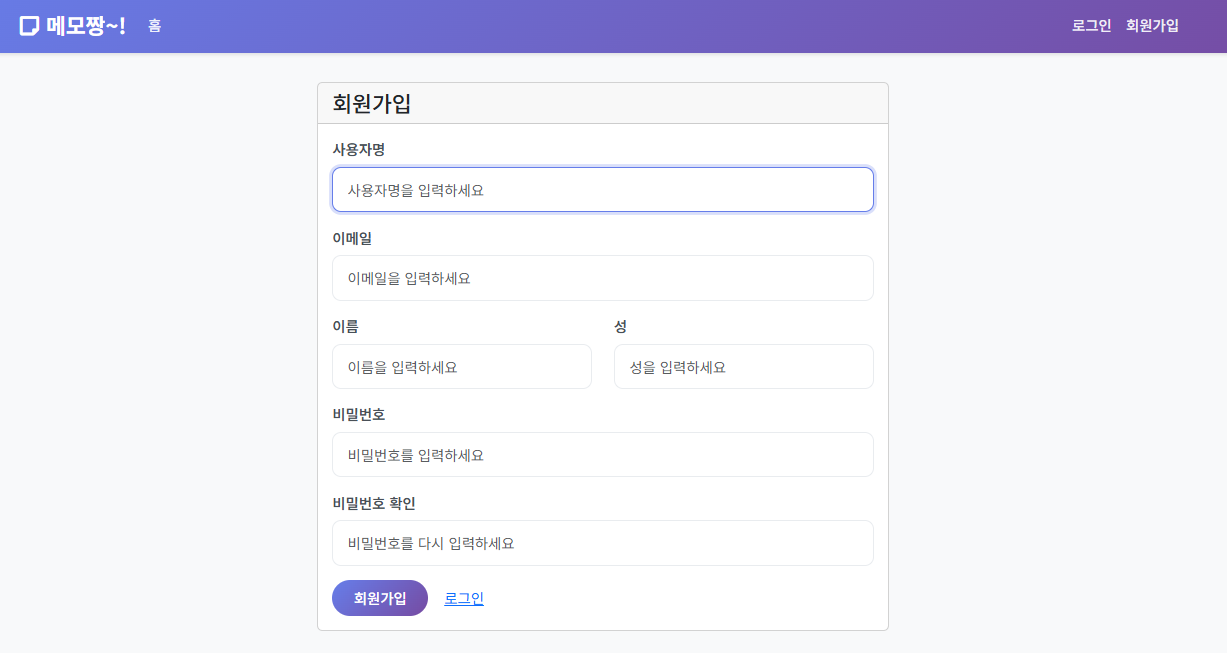 메모짱~! 홈 로그인 회원가입
회원가입
사용자명
사용자명을 입력하세요
이메일
이메일을 입력하세요
이름 성
이름을 입력하세요 성을 입력하세요
비밀번호
비밀번호를 입력하세요
비밀번호 확인
비밀번호를 다시 입력하세요
회원가입 로그인